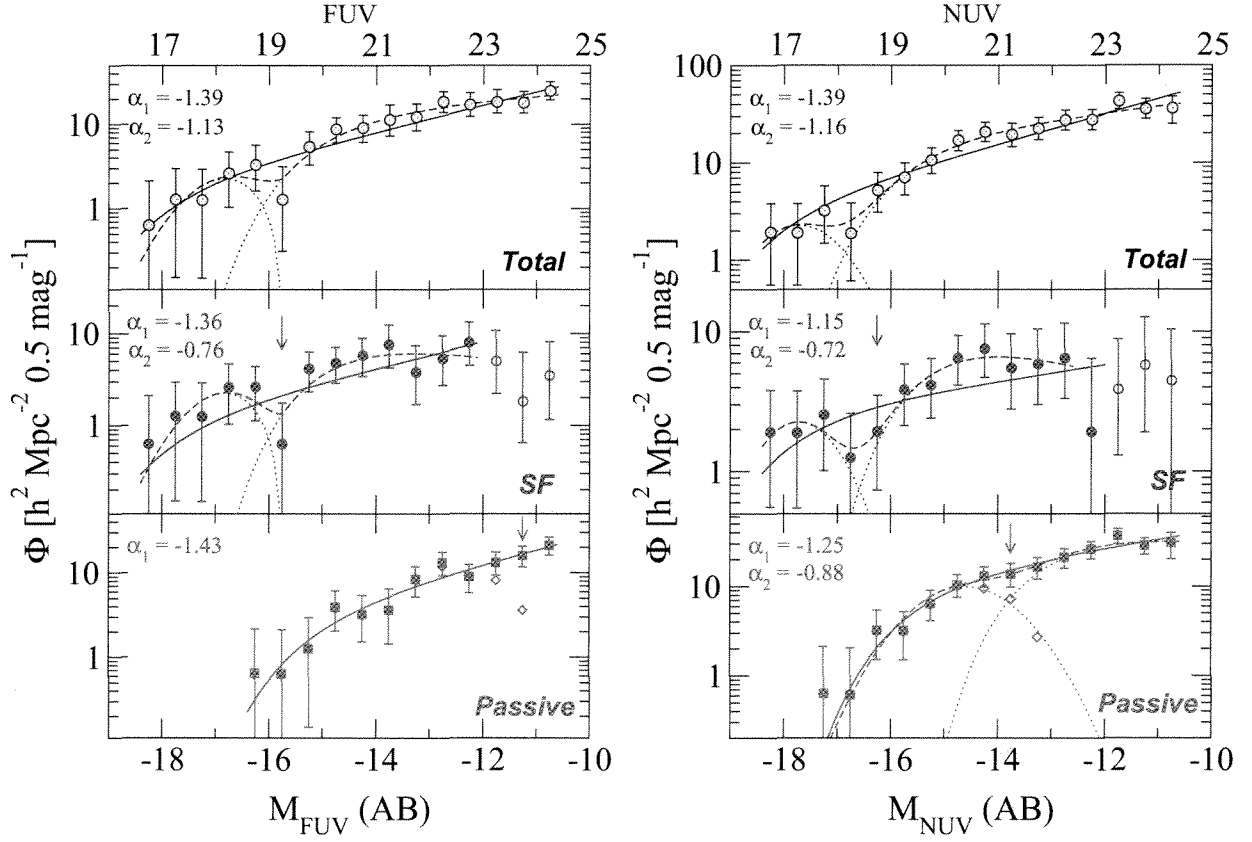 FUV
17 19 21 23 25
10
1
α1 = -1.39
α2 = -1.13
Total
10
1
α1 = -1.36
α2 = -0.76
SF
10
1
α1 = -1.43
Passive
-18 -16 -14 -12 -10
MFUV (AB)
Φ [h² Mpc⁻² 0.5 mag⁻¹]
NUV
17 19 21 23 25
100
10
1
α1 = -1.39
α2 = -1.16
Total
10
1
α1 = -1.15
α2 = -0.72
SF
10
1
α1 = -1.25
α2 = -0.88
Passive
-18 -16 -14 -12 -10
MNUV (AB)
Φ [h² Mpc⁻² 0.5 mag⁻¹]